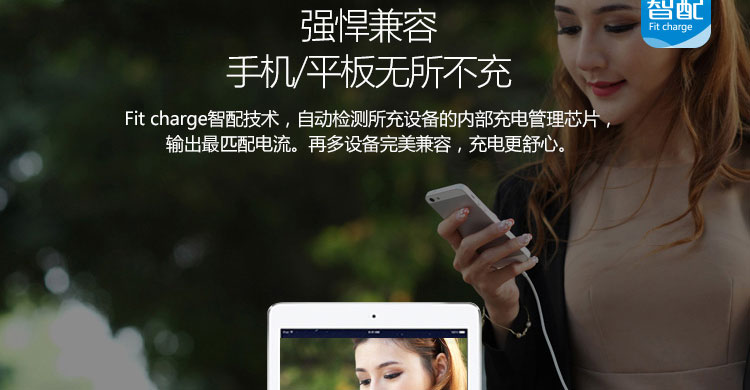 强悍兼容
智配
Fit charge
手机/平板无所不充
Fit charge智配技术，自动检测所充设备的内部充电管理芯片，
输出最匹配电流。再多设备完美兼容，充电更舒心。